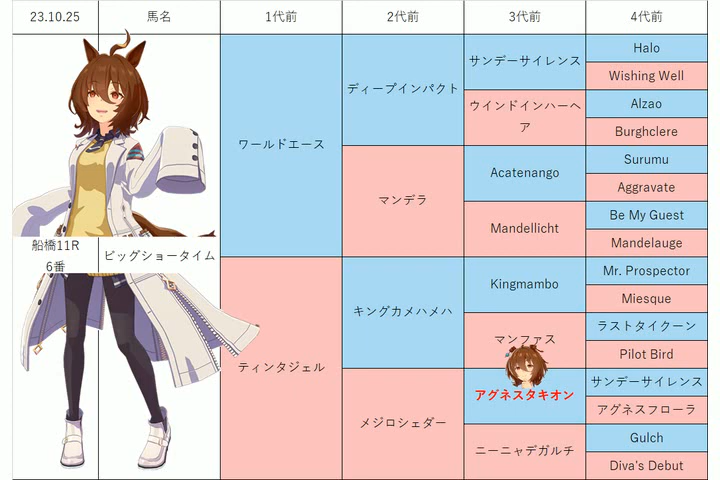 23.10.25 馬名 1代前 2代前 3代前 4代前
船橋11R
6番
ビッグショータイム
ワールドエース
ティンタジェル
ディープインパクト
マンデラ
キングカメハメハ
メジロシェダー
サンデーサイレンス
ウインドインハーヘ
ア
Acatenango
Mandellicht
Kingmambo
マンファス
アグネスタキオン
ニーニャデガルチ
Halo
Wishing Well
Alzao
Burghclere
Surumu
Aggravate
Be My Guest
Mandelauge
Mr. Prospector
Miesque
ラストタイクーン
Pilot Bird
サンデーサイレンス
アグネスフローラ
Gulch
Diva's Debut